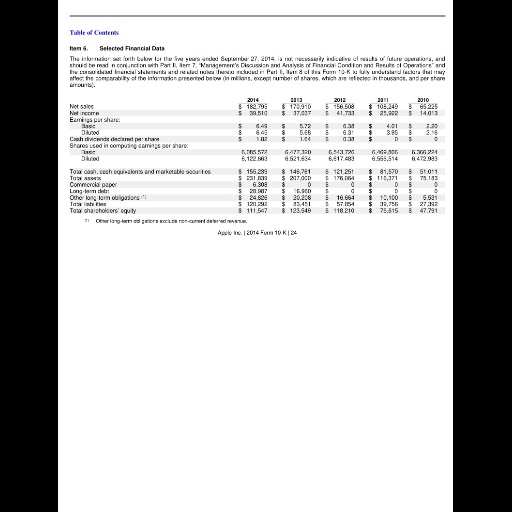 Table of Contents
Item 6. Selected Financial Data
The information set forth below for the five years ended September 27, 2014, is not necessarily indicative of results of future operations, and
should be read in conjunction with Part II, Item 7, "Management's Discussion and Analysis of Financial Condition and Results of Operations" and
the consolidated financial statements and related notes thereto included in Part II, Item 8 of this Form 10-K to fully understand factors that may
affect the comparability of the information presented below (in millions, except number of shares, which are reflected in thousands, and per share
amounts).
2014 2013 2012 2011 2010
Net sales $ 182,795 $ 170,910 $ 156,508 $ 108,249 $ 65,225
Net income $ 39,510 $ 37,037 $ 41,733 $ 25,922 $ 14,013
Earnings per share:
Basic $ 6.49 $ 5.72 $ 6.38 $ 4.01 $ 2.20
Diluted $ 6.45 $ 5.68 $ 6.31 $ 3.95 $ 2.16
Cash dividends declared per share $ 1.82 $ 1.64 $ 0.38 $ 0 $ 0
Shares used in computing earnings per share:
Basic 6,085,572 6,477,320 6,543,726 6,469,806 6,366,224
Diluted 6,122,663 6,521,634 6,617,483 6,556,514 6,472,983
Total cash, cash equivalents and marketable securities $ 155,239 $ 146,761 $ 121,251 $ 81,570 $ 51,011
Total assets $ 231,839 $ 207,000 $ 176,064 $ 116,371 $ 75,183
Commercial paper $ 6,308 $ 0 $ 0 $ 0 $ 0
Long-term debt $ 28,987 $ 16,960 $ 0 $ 0 $ 0
Other long-term obligations (1) $ 24,826 $ 20,208 $ 16,664 $ 10,100 $ 5,531
Total liabilities $ 120,292 $ 83,451 $ 57,854 $ 39,756 $ 27,392
Total shareholders' equity $ 111,547 $ 123,549 $ 118,210 $ 76,615 $ 47,791
(1) Other long-term obligations exclude non-current deferred revenue.
Apple Inc. | 2014 Form 10-K | 24